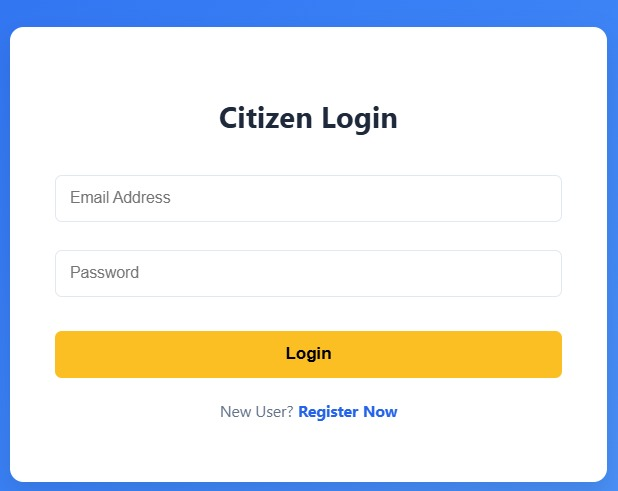 Citizen Login
Email Address
Password
Login
New User? Register Now